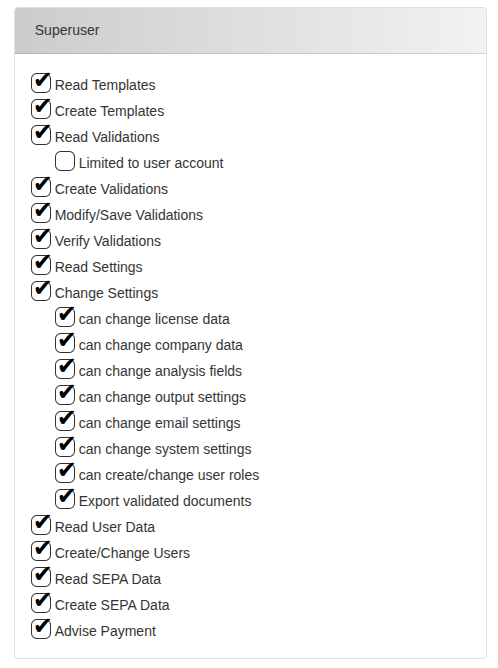 Superuser
Read Templates
Create Templates
Read Validations
Limited to user account
Create Validations
Modify/Save Validations
Verify Validations
Read Settings
Change Settings
can change license data
can change company data
can change analysis fields
can change output settings
can change email settings
can change system settings
can create/change user roles
Export validated documents
Read User Data
Create/Change Users
Read SEPA Data
Create SEPA Data
Advise Payment